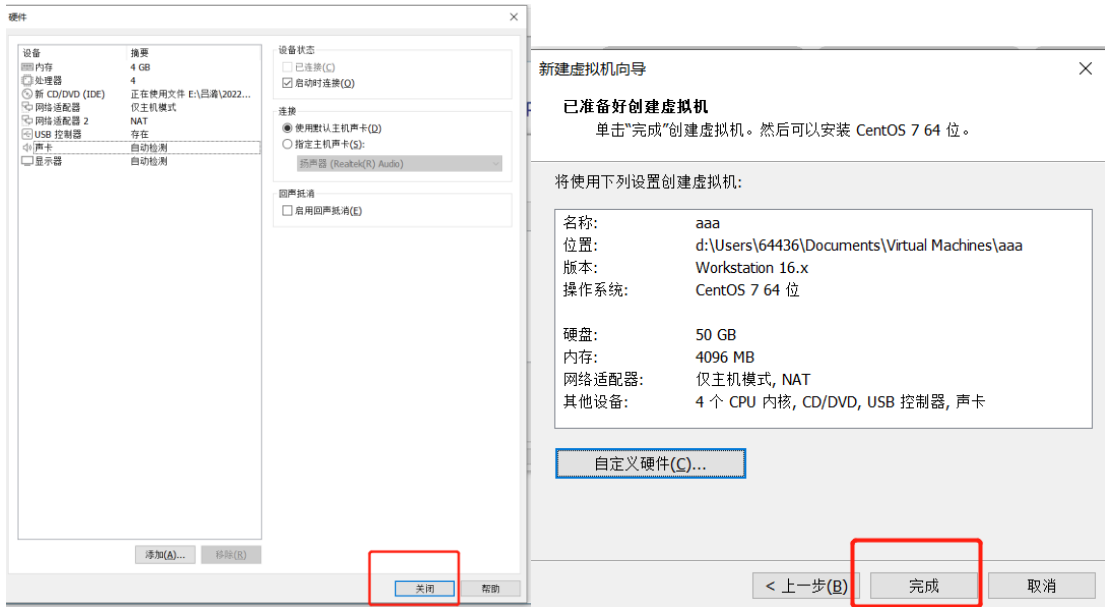 硬件
设备 摘要
内存 4 GB
处理器 4
新 CD/DVD (IDE) 正在使用文件 E:\吕滄\2022...
网络适配器 仅主机模式
网络适配器 2 NAT
USB 控制器 存在
声卡 自动检测
显示器 自动检测
添加(A)... 移除(R)
设备状态
已连接(C)
启动时连接(O)
连接
使用默认主机声卡(D)
指定主机声卡(S):
扬声器 (Realtek(R) Audio)
回声抵消
启用回声抵消(E)
关闭 帮助
新建虚拟机向导
已准备好创建虚拟机
单击“完成”创建虚拟机。然后可以安装 CentOS 7 64 位。
将使用下列设置创建虚拟机:
名称: aaa
位置: d:\Users\64436\Documents\Virtual Machines\aaa
版本: Workstation 16.x
操作系统: CentOS 7 64 位
硬盘: 50 GB
内存: 4096 MB
网络适配器: 仅主机模式, NAT
其他设备: 4 个 CPU 内核, CD/DVD, USB 控制器, 声卡
自定义硬件(C)...
< 上一步(B) 完成 取消